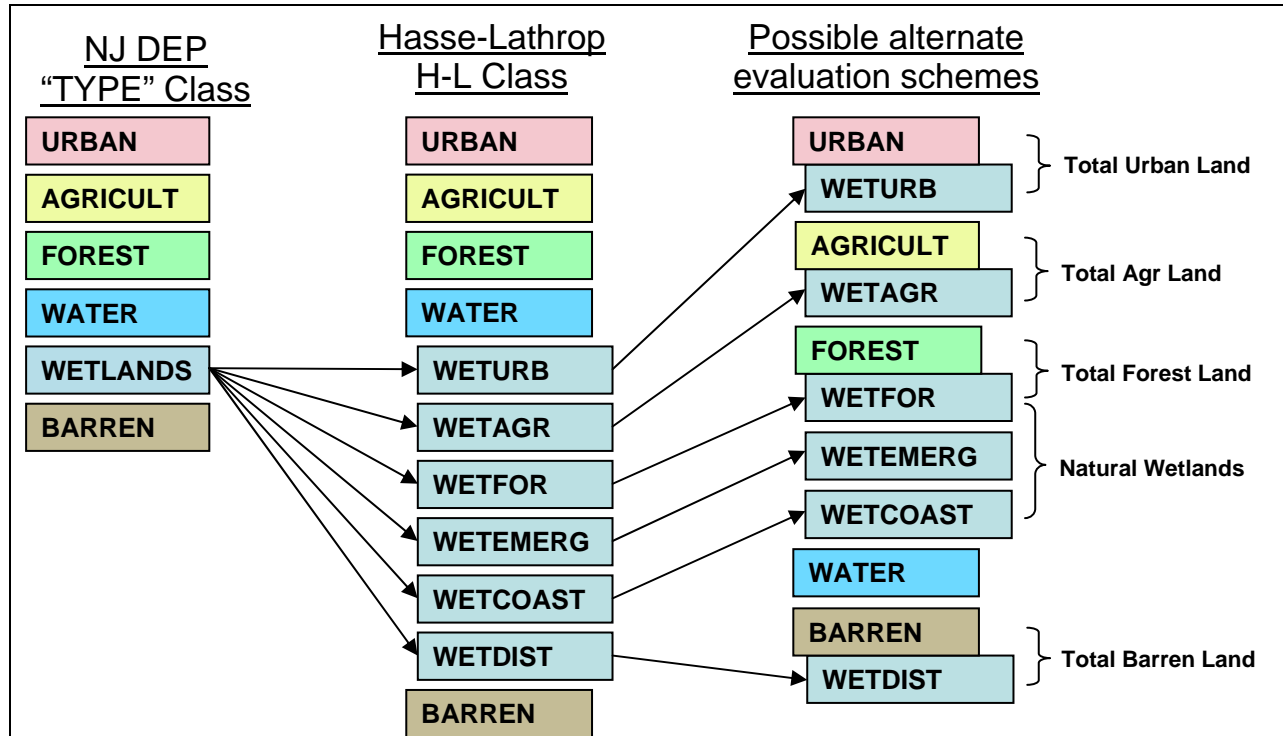 NJ DEP
“TYPE” Class
URBAN
AGRICULT
FOREST
WATER
WETLANDS
BARREN
Hasse-Lathrop
H-L Class
URBAN
AGRICULT
FOREST
WATER
WETURB
WETAGR
WETFOR
WETEMERG
WETCOAST
WETDIST
BARREN
Possible alternate
evaluation schemes
URBAN
WETURB
Total Urban Land
AGRICULT
WETAGR
Total Agr Land
FOREST
WETFOR
Total Forest Land
WETEMERG
WETCOAST
Natural Wetlands
WATER
BARREN
WETDIST
Total Barren Land